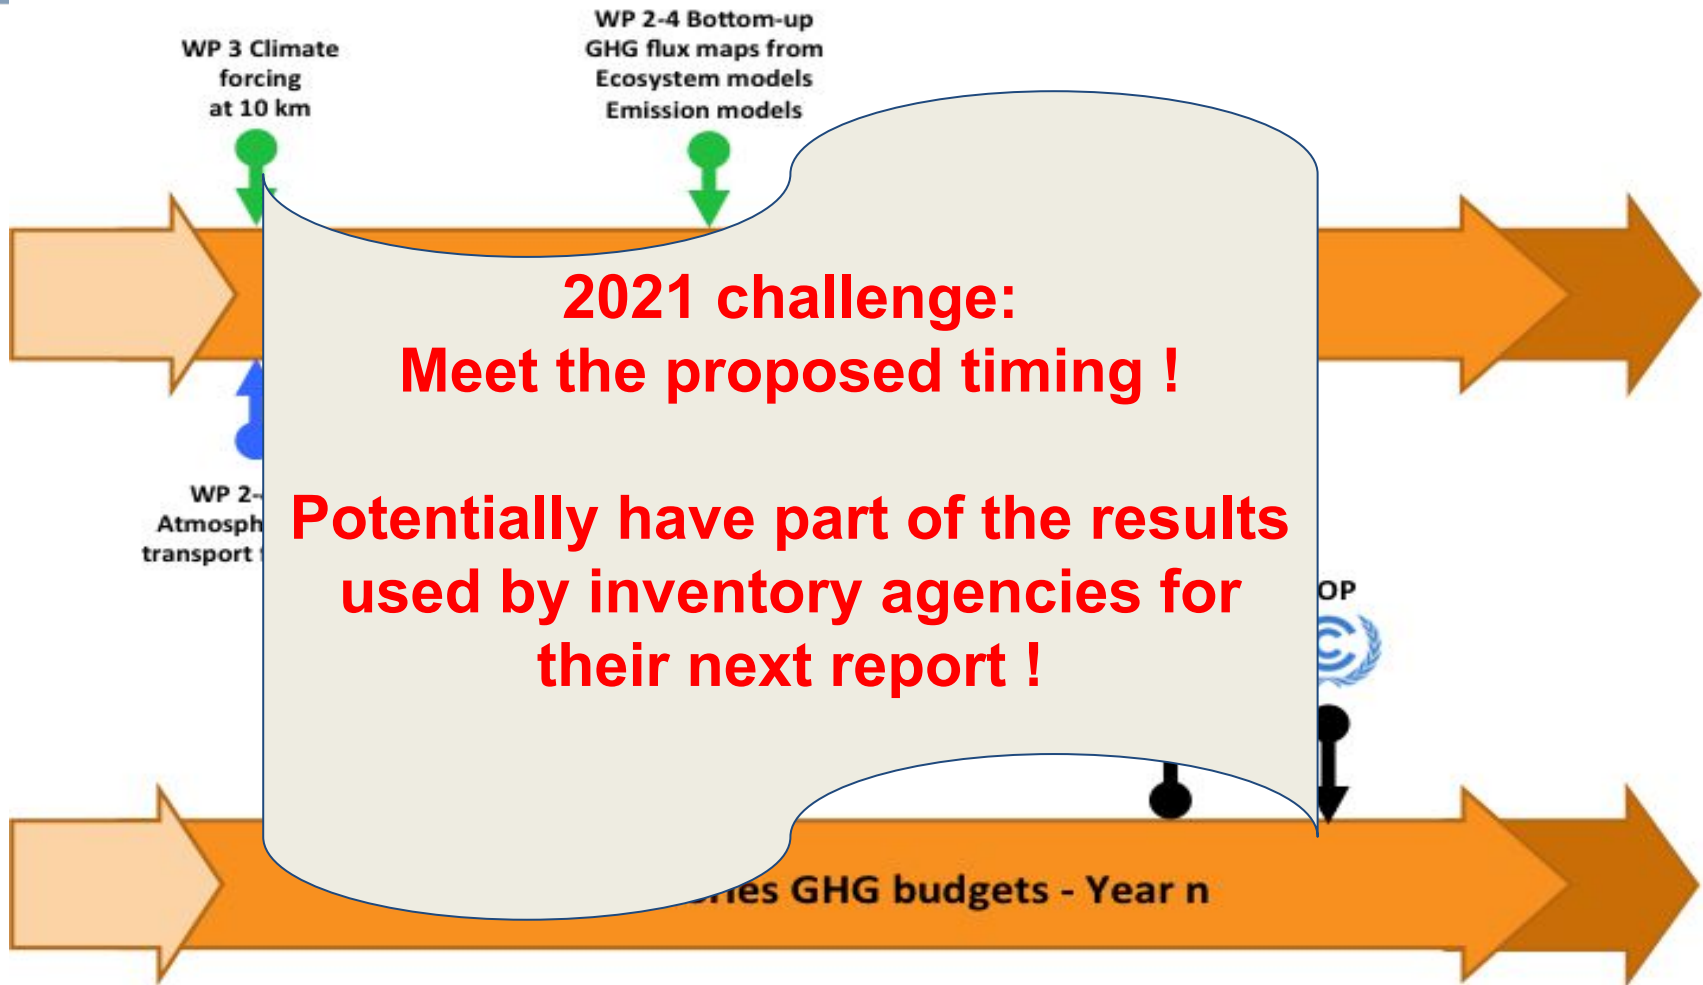 WP 3 Climate
forcing
at 10 km
WP 2-4 Bottom-up
GHG flux maps from
Ecosystem models
Emission models
2021 challenge:
Meet the proposed timing !
Potentially have part of the results
used by inventory agencies for
their next report !
WP 2-
transport
OP
GHG budgets - Year n